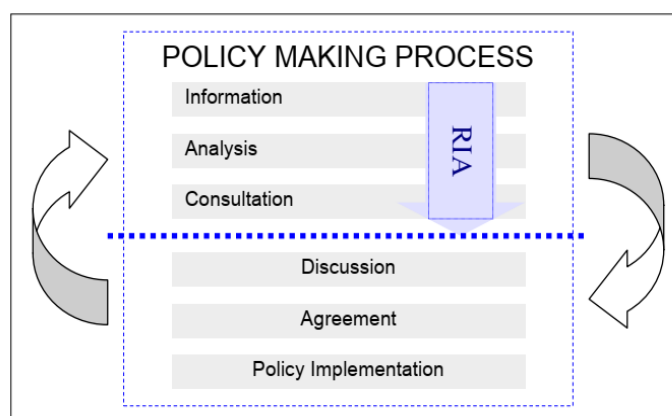 POLICY MAKING PROCESS
Information
Analysis
Consultation
RIA
Discussion
Agreement
Policy Implementation